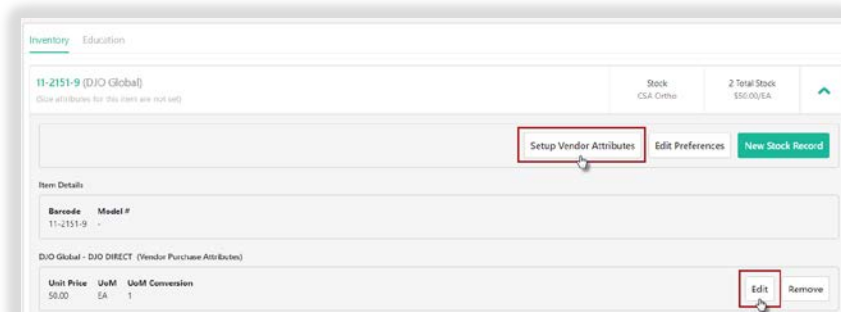 Inventory Education
11-2151-9 (DJO Global)
(Size attributes for this item are not set)
Stock
CSA Ortho
2 Total Stock
$50.00/EA
Setup Vendor Attributes Edit Preferences New Stock Record
Item Details
Barcode Model #
11-2151-9 -
DJO Global - DJO DIRECT (Vendor Purchase Attributes)
Unit Price UoM UoM Conversion
50.00 EA 1
Edit Remove